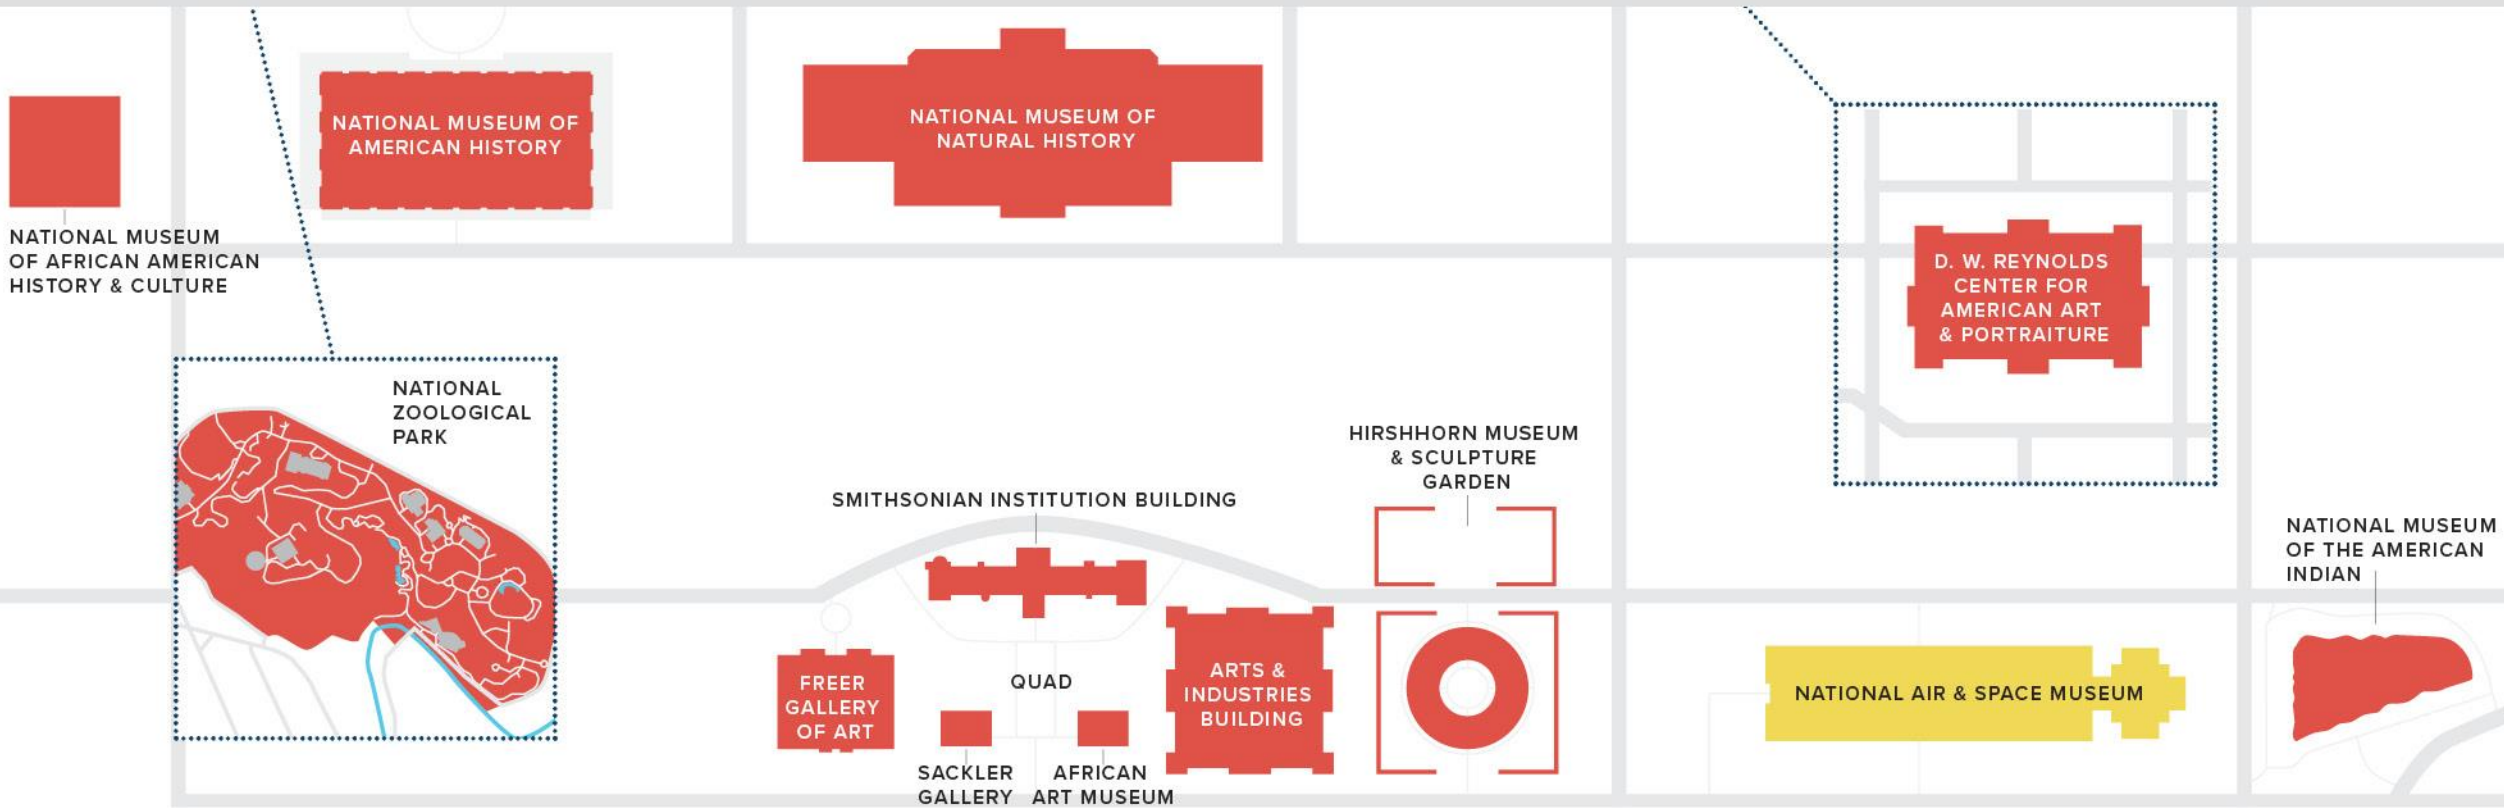 NATIONAL MUSEUM OF
AMERICAN HISTORY
NATIONAL MUSEUM OF
NATURAL HISTORY
NATIONAL MUSEUM
OF AFRICAN AMERICAN
HISTORY & CULTURE
D. W. REYNOLDS
CENTER FOR
AMERICAN ART
& PORTRAITURE
NATIONAL
ZOOLOGICAL
PARK
HIRSHHORN MUSEUM
& SCULPTURE
GARDEN
SMITHSONIAN INSTITUTION BUILDING
NATIONAL MUSEUM
OF THE AMERICAN
INDIAN
FREER
GALLERY
OF ART
QUAD
ARTS &
INDUSTRIES
BUILDING
NATIONAL AIR & SPACE MUSEUM
SACKLER
GALLERY
AFRICAN
ART MUSEUM